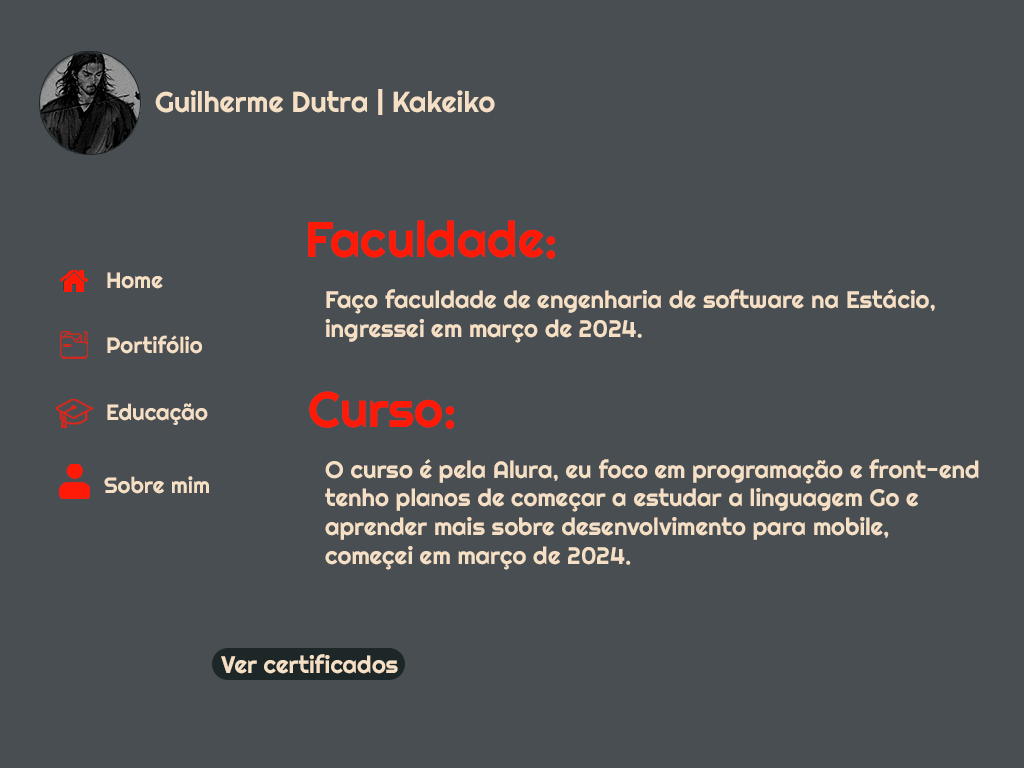 Guilherme Dutra | Kakeiko
Home
Portifólio
Educação
Sobre mim
Faculdade:
Faço faculdade de engenharia de software na Estácio,
ingressei em março de 2024.
Curso:
O curso é pela Alura, eu foco em programação e front-end
tenho planos de começar a estudar a linguagem Go e
aprender mais sobre desenvolvimento para mobile,
começei em março de 2024.
Ver certificados